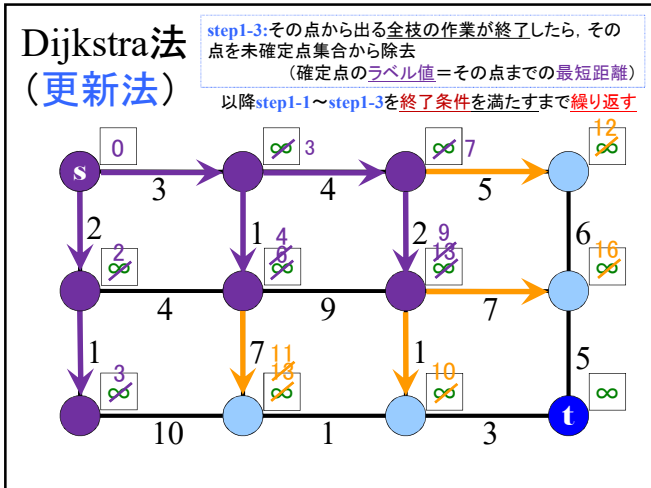 Dijkstra法
(更新法)
step1-3:その点から出る全枝の作業が終了したら，その
点を未確定点集合から除去
(確定点のラベル値＝その点までの最短距離)
以降step1-1～step1-3を終了条件を満たすまで繰り返す
s 0 ∞ 3 ∞ 7 ∞ 12
3 4 5
2 1 2 6
∞ 2 ∞ 6 4 ∞ 13 9 ∞ 16
4 9 7
1 7 1 5
∞ 3 ∞ 13 11 ∞ 10 ∞
10 1 3 t